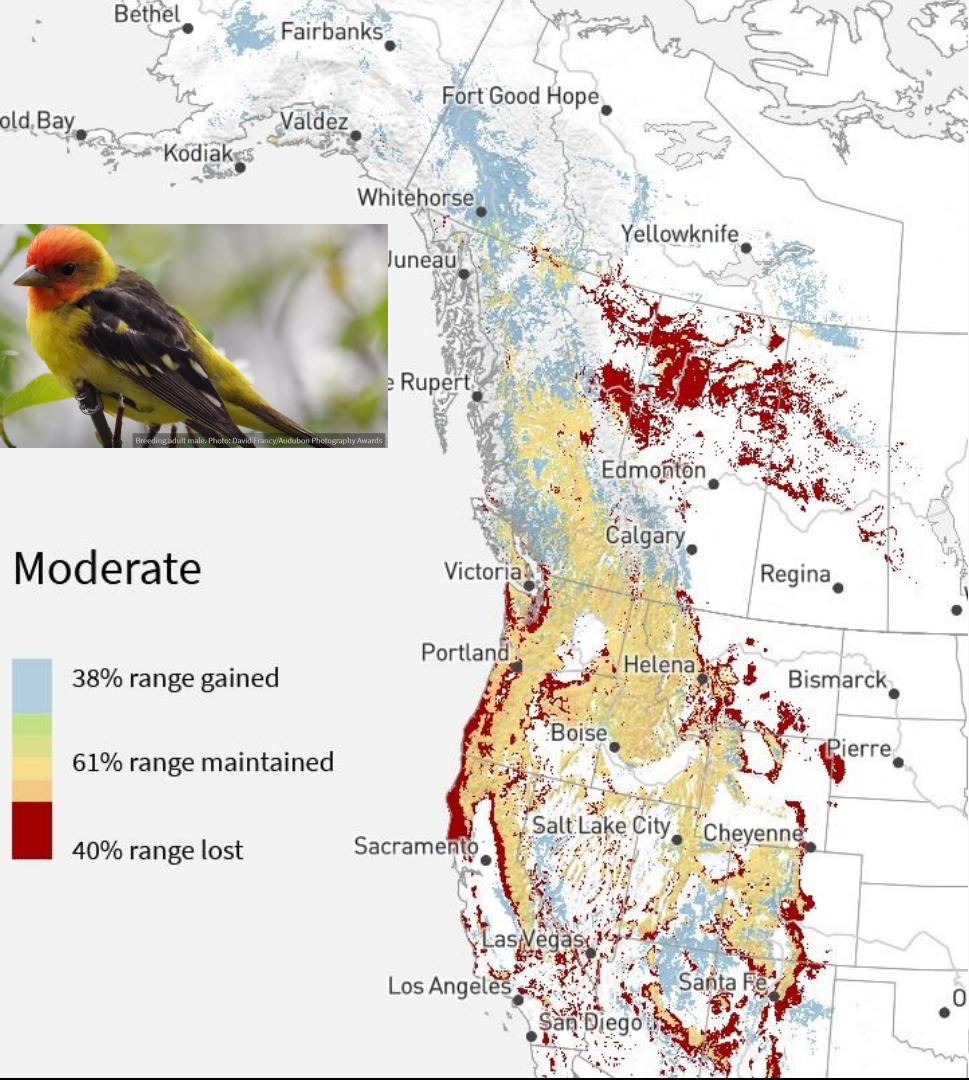 Bethel
Fairbanks
Fort Good Hope
old Bay
Valdez
Kodiak
Whitehorse
Yellowknife
Juneau
e Rupert
Breeding adult male. Photo: David Francy/Audubon Photography Awards
Edmonton
Calgary
Moderate
Victoria
Regina
Portland
Helena
38% range gained
Bismarck
Boise
Pierre
61% range maintained
Salt Lake City
Cheyenne
40% range lost
Sacramento
Las Vegas
Los Angeles
Santa Fe
O
San Diego